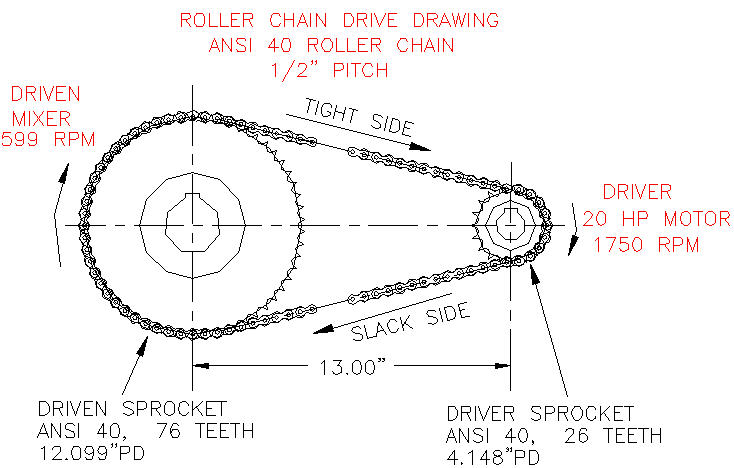 ROLLER CHAIN DRIVE DRAWING
ANSI 40 ROLLER CHAIN
1/2" PITCH
DRIVEN
MIXER
599 RPM
TIGHT SIDE
DRIVER
20 HP MOTOR
1750 RPM
SLACK SIDE
13.00"
DRIVEN SPROCKET
ANSI 40, 76 TEETH
12.099"PD
DRIVER SPROCKET
ANSI 40, 26 TEETH
4.148"PD